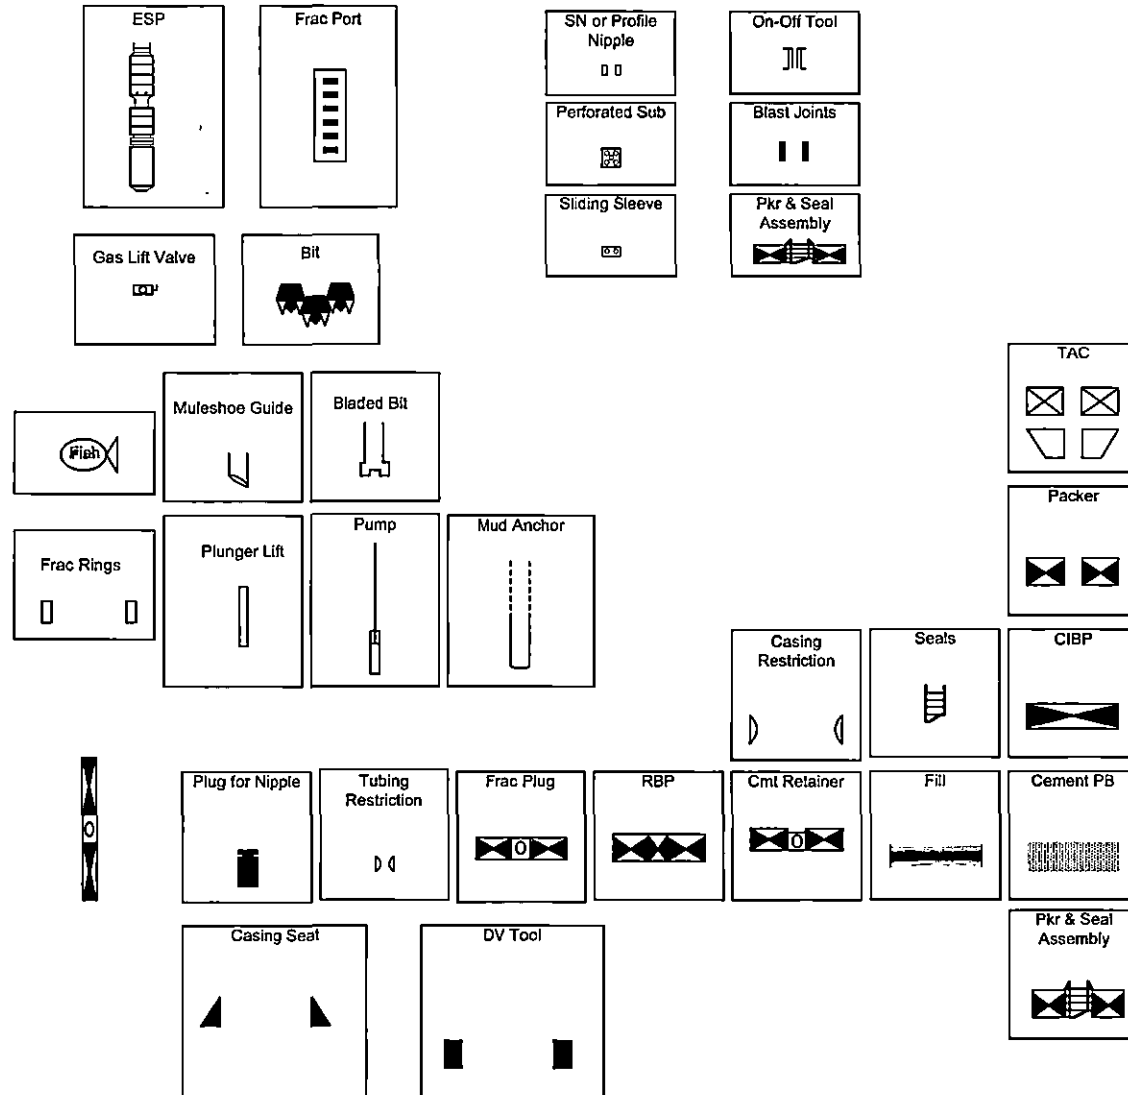 ESP
Frac Port
SN or Profile
Nipple
On-Off Tool
Perforated Sub
Blast Joints
Sliding Sleeve
Pkr & Seal
Assembly
Gas Lift Valve
Bit
TAC
Muleshoe Guide
Bladed Bit
Fish
Packer
Frac Rings
Plunger Lift
Pump
Mud Anchor
Casing
Restriction
Seals
CIBP
Plug for Nipple
Tubing
Restriction
Frac Plug
RBP
Cmt Retainer
Fill
Cement PB
Casing Seat
DV Tool
Pkr & Seal
Assembly